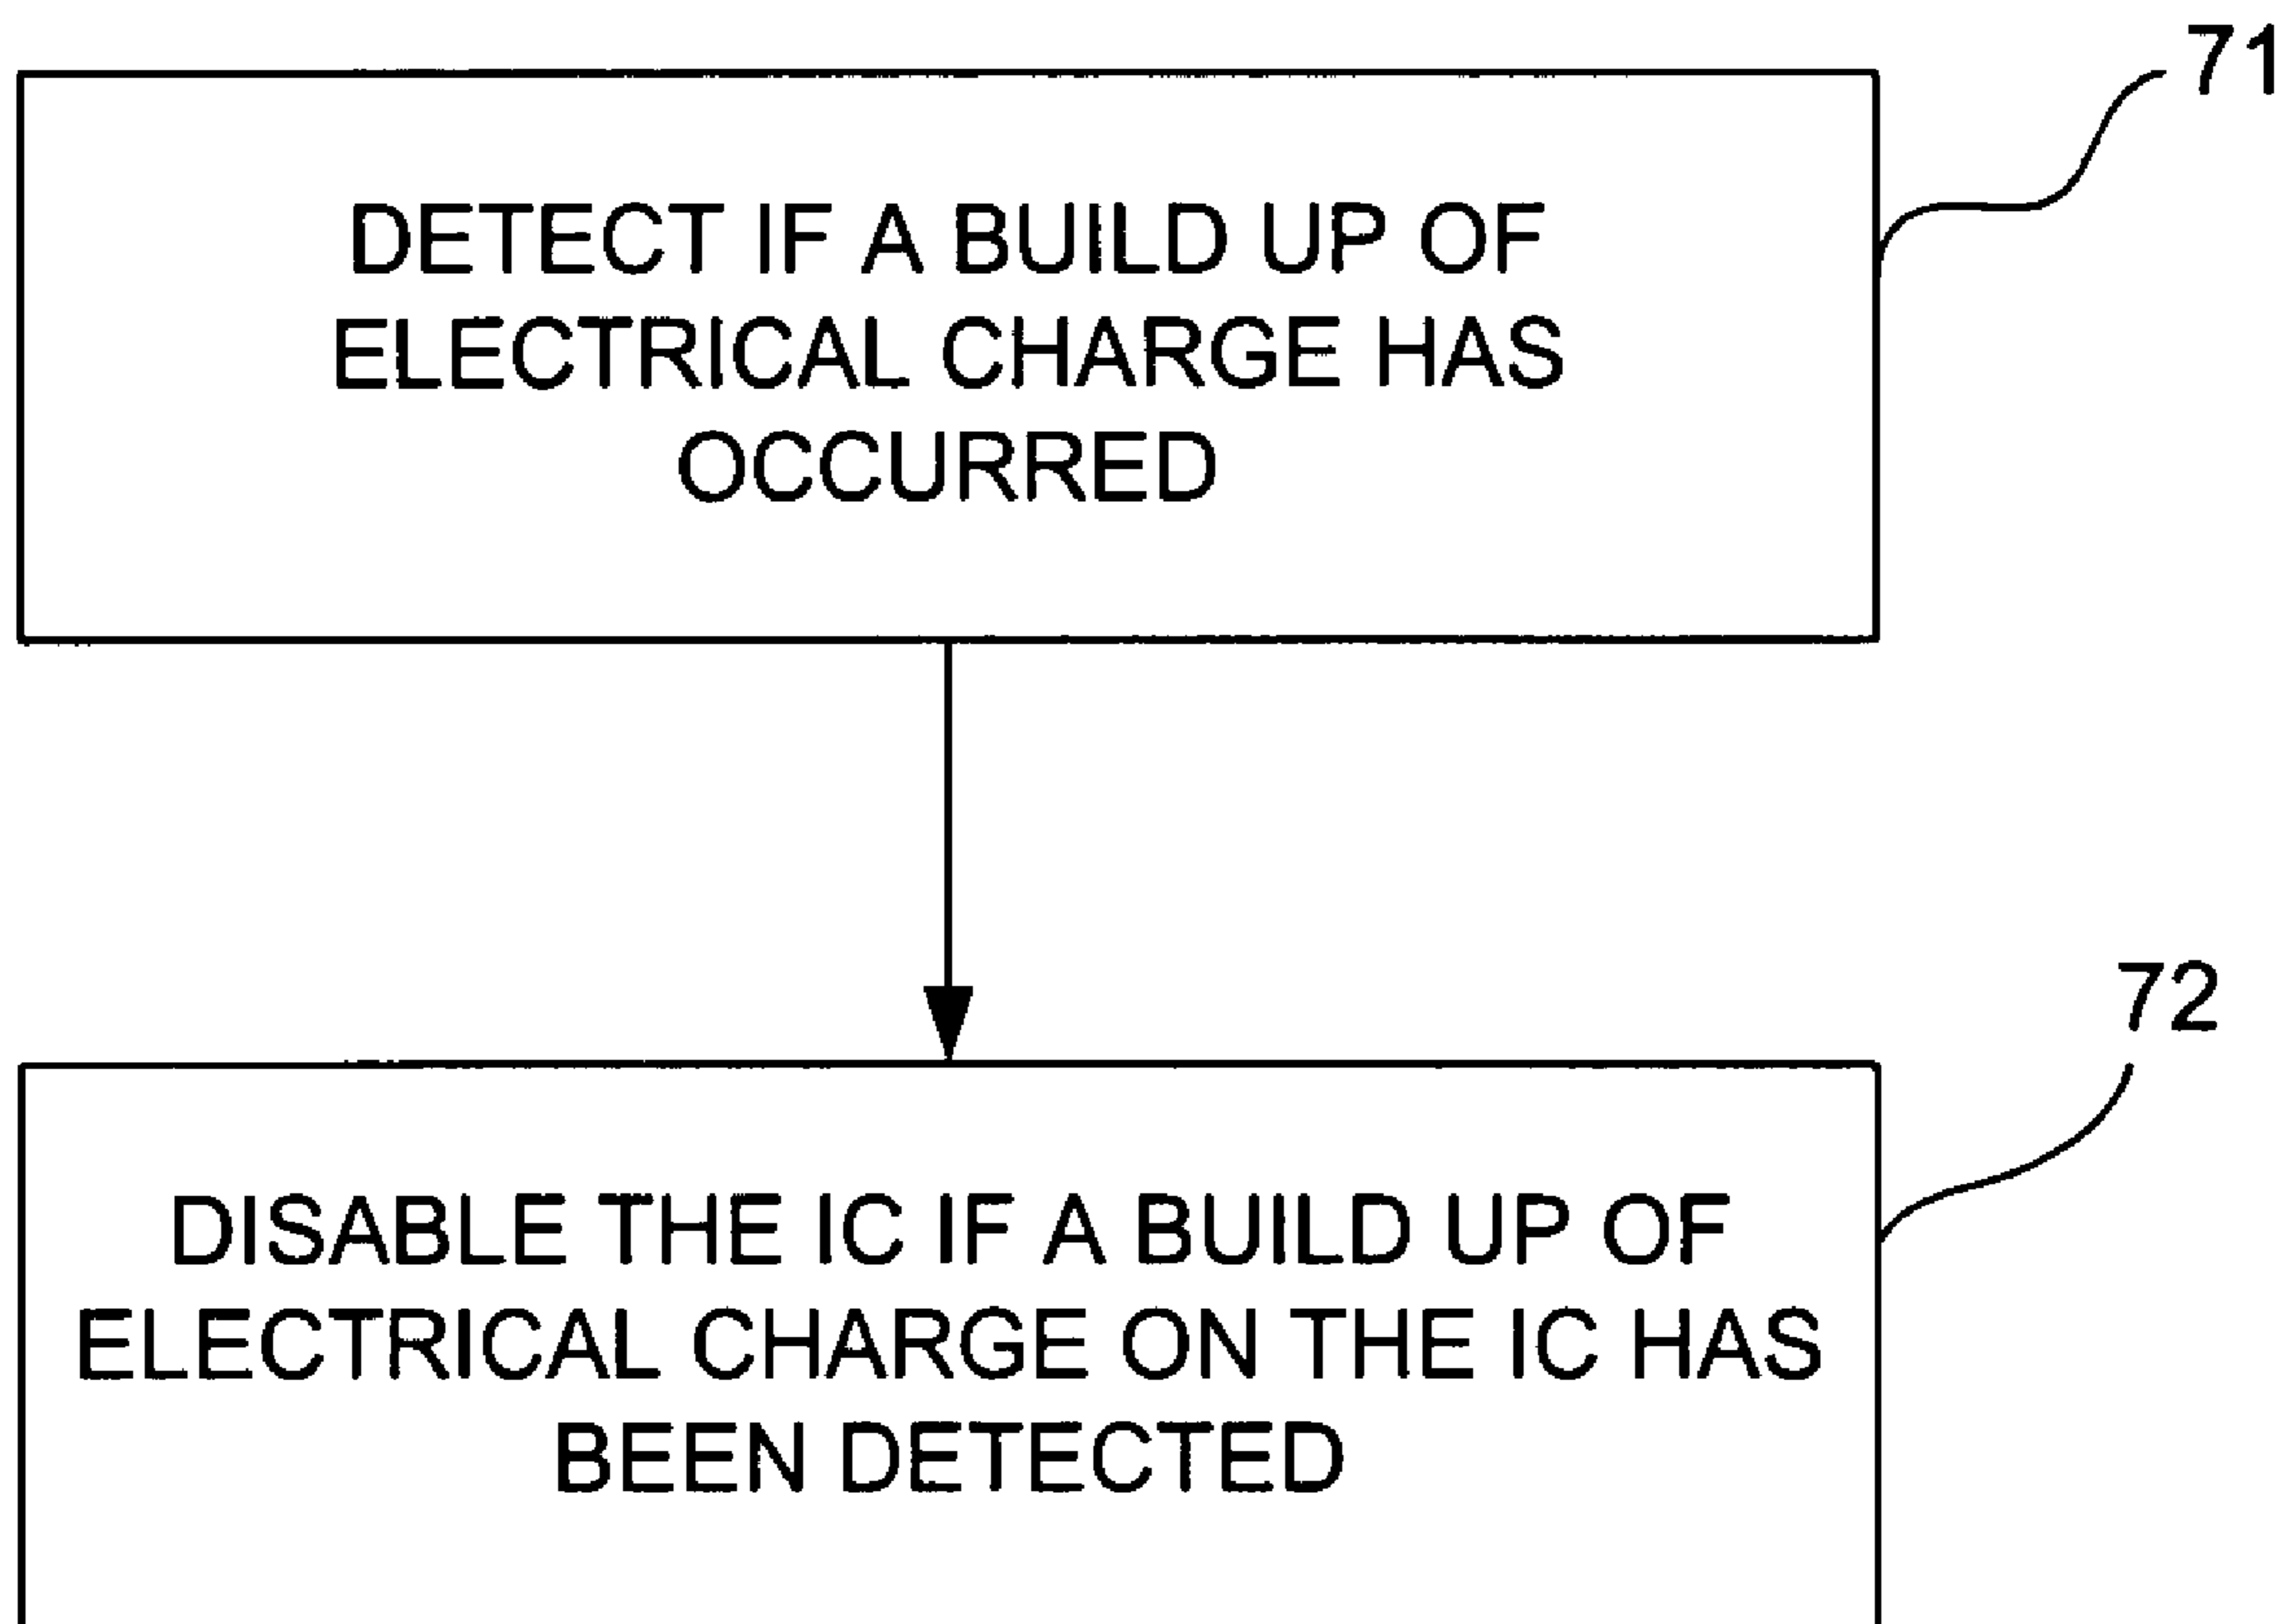 71
DETECT IF A BUILD UP OF
ELECTRICAL CHARGE HAS
OCCURRED
72
DISABLE THE IC IF A BUILD UP OF
ELECTRICAL CHARGE ON THE IC HAS
BEEN DETECTED